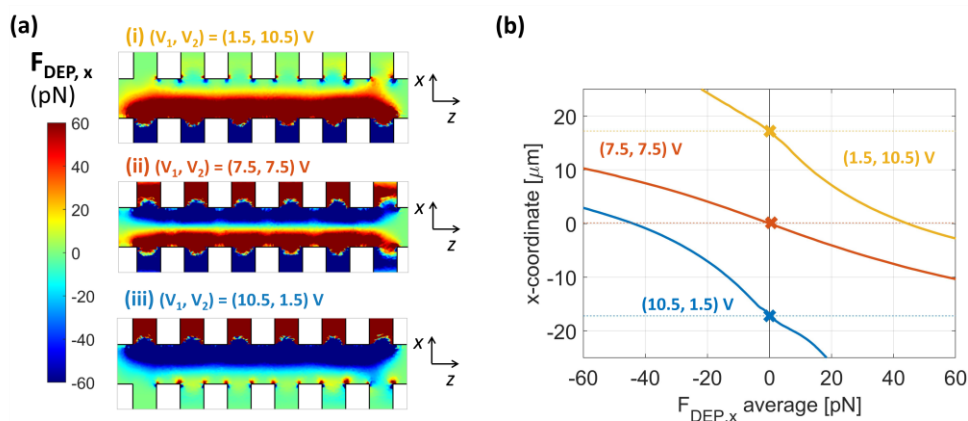 (a)
(i) (V₁, V₂) = (1.5, 10.5) V
F_DEP, x
(pN)
60
40
20
0
-20
-40
-60
x
z
(ii) (V₁, V₂) = (7.5, 7.5) V
x
z
(iii) (V₁, V₂) = (10.5, 1.5) V
x
z
(b)
x-coordinate [μm]
20
10
0
-10
-20
(7.5, 7.5) V
(1.5, 10.5) V
(10.5, 1.5) V
-60
-40
-20
0
20
40
60
F_DEP,x average [pN]